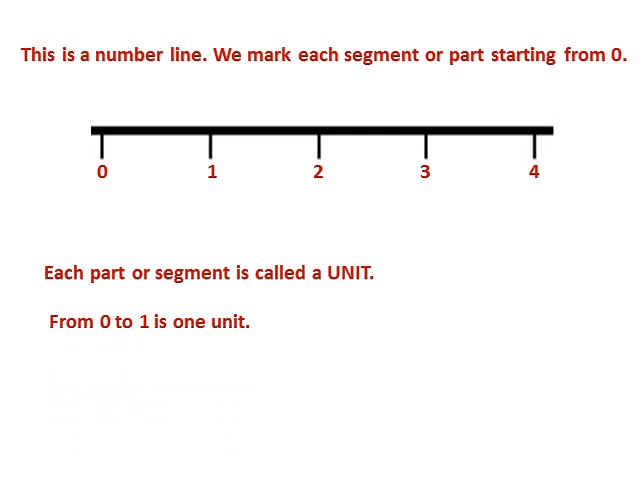 This is a number line. We mark each segment or part starting from 0.
0 1 2 3 4
Each part or segment is called a UNIT.
From 0 to 1 is one unit.